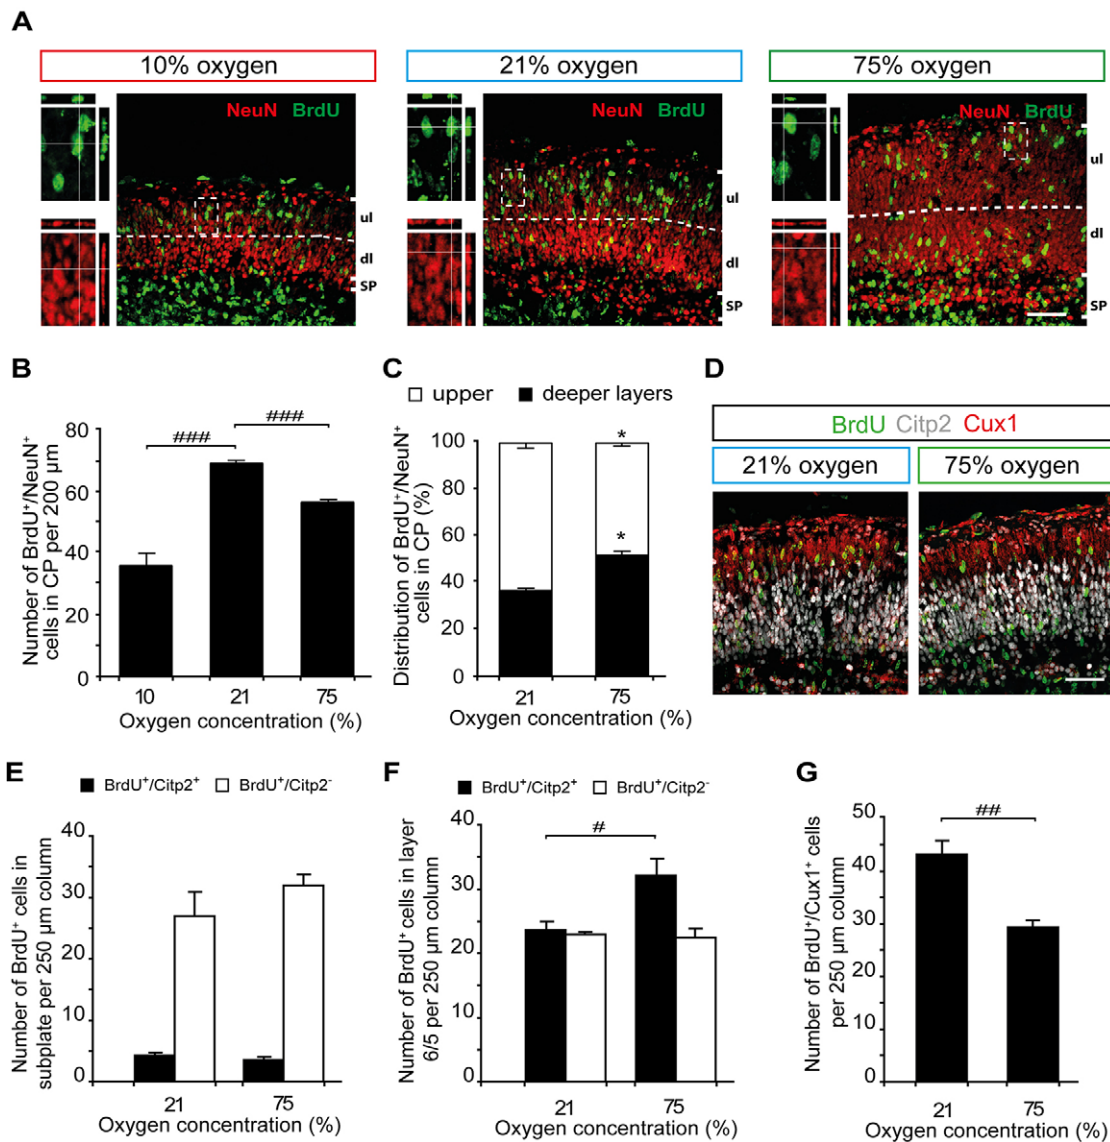 A
10% oxygen
21% oxygen
75% oxygen
NeuN BrdU
ul
dl
SP
NeuN BrdU
ul
dl
SP
NeuN BrdU
ul
dl
SP
B
Number of BrdU⁺/NeuN⁺
cells in CP per 200 µm
80
60
40
20
0
###
###
10
21
75
Oxygen concentration (%)
C
upper
deeper layers
Distribution of BrdU⁺/NeuN⁺
cells in CP (%)
100
80
60
40
20
0
*
*
21
75
Oxygen concentration (%)
D
BrdU Citp2 Cux1
21% oxygen
75% oxygen
E
BrdU⁺/Citp2⁺
BrdU⁺/Citp2⁻
Number of BrdU⁺ cells in
subplate per 250 µm column
40
30
20
10
0
21
75
Oxygen concentration (%)
F
BrdU⁺/Citp2⁺
BrdU⁺/Citp2⁻
Number of BrdU⁺ cells in layer
6/5 per 250 µm column
40
30
20
10
0
#
21
75
Oxygen concentration (%)
G
Number of BrdU⁺/Cux1⁺ cells
per 250 µm column
50
40
30
20
10
0
##
21
75
Oxygen concentration (%)